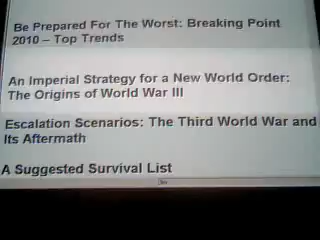 Be Prepared For The Worst: Breaking Point
2010 – Top Trends
An Imperial Strategy for a New World Order:
The Origins of World War III
Escalation Scenarios: The Third World War and
Its Aftermath
A Suggested Survival List